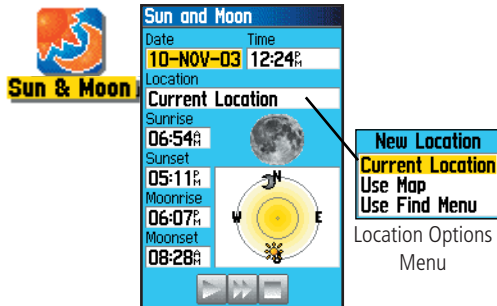 Sun & Moon
Sun and Moon
Date Time
10-NOV-03 12:24PM
Location
Current Location
Sunrise
06:54AM
Sunset
05:11PM
Moonrise
06:07PM
Moonset
08:28AM
N
W E
S
New Location
Current Location
Use Map
Use Find Menu
Location Options
Menu